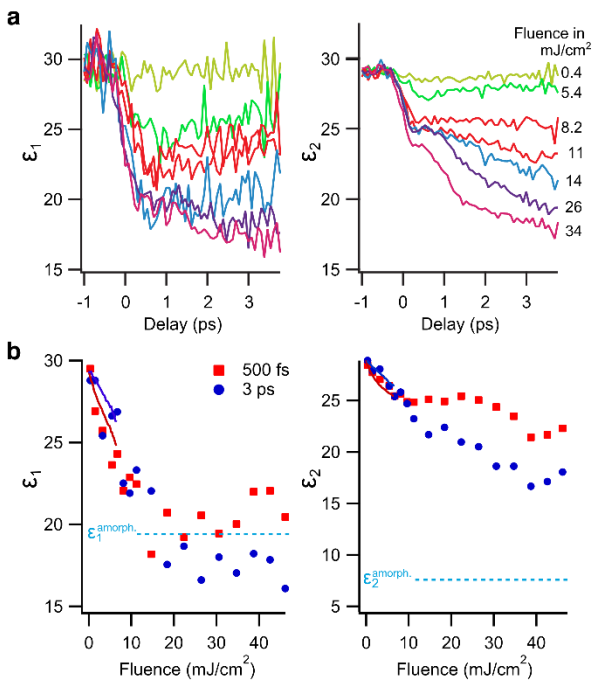 a
Fluence in
mJ/cm²
30
25
20
15
ε₁
-1 0 1 2 3
Delay (ps)
30
25
20
15
ε₂
-1 0 1 2 3
Delay (ps)
0.4
5.4
8.2
11
14
26
34
b
500 fs
3 ps
30
25
20
15
ε₁
ε₁amorph.
0 10 20 30 40
Fluence (mJ/cm²)
25
20
15
10
5
ε₂
ε₂amorph.
0 10 20 30 40
Fluence (mJ/cm²)